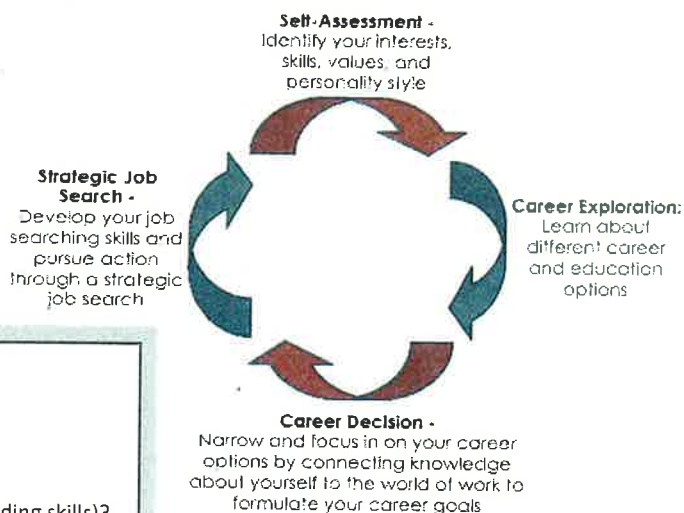 Self-Assessment -
Identify your interests,
skills, values, and
personality style
Strategic Job
Search -
Develop your job
searching skills and
pursue action
through a strategic
job search
Career Exploration:
Learn about
different career
and education
options
Career Decision -
Narrow and focus in on your career
options by connecting knowledge
about yourself to the world of work to
formulate your career goals
skills)?